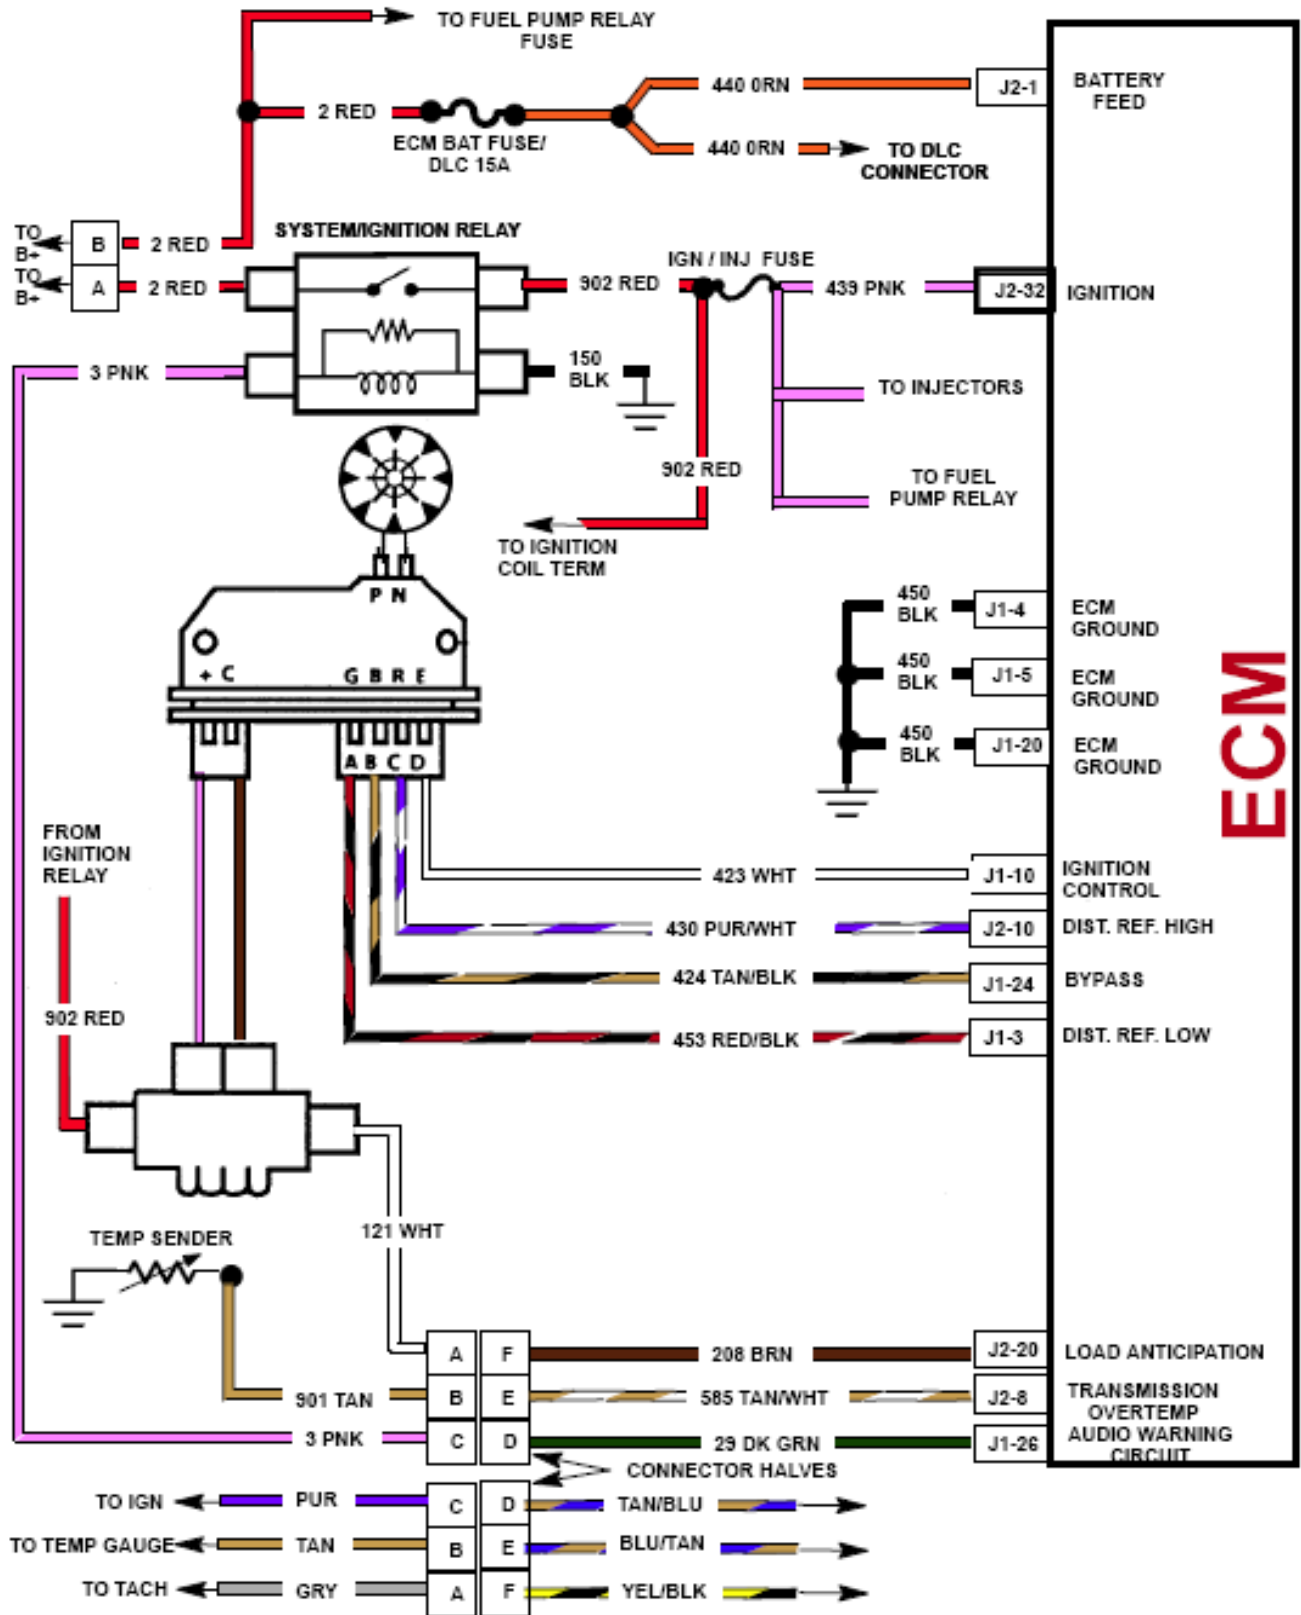 TO FUEL PUMP RELAY
FUSE
440 0RN
J2-1
BATTERY
FEED
2 RED
ECM BAT FUSE/
DLC 15A
440 0RN
TO DLC
CONNECTOR
SYSTEM/IGNITION RELAY
TO
B+
B
2 RED
TO
B+
A
2 RED
IGN / INJ FUSE
902 RED
439 PNK
J2-32
IGNITION
3 PNK
150
BLK
TO INJECTORS
902 RED
TO FUEL
PUMP RELAY
TO IGNITION
COIL TERM
P N
450
BLK
J1-4
ECM
GROUND
+ C
G B R E
450
BLK
J1-5
ECM
GROUND
450
BLK
J1-20
ECM
GROUND
ECM
A B C D
FROM
IGNITION
RELAY
423 WHT
J1-10
IGNITION
CONTROL
430 PUR/WHT
J2-10
DIST. REF. HIGH
424 TAN/BLK
J1-24
BYPASS
902 RED
453 RED/BLK
J1-3
DIST. REF. LOW
121 WHT
TEMP SENDER
A
F
208 BRN
J2-20
LOAD ANTICIPATION
901 TAN
B
E
585 TAN/WHT
J2-8
TRANSMISSION
OVERTEMP
3 PNK
C
D
29 DK GRN
J1-26
AUDIO WARNING
CIRCUIT
CONNECTOR HALVES
TO IGN
PUR
C
D
TAN/BLU
TO TEMP GAUGE
TAN
B
E
BLU/TAN
TO TACH
GRY
A
F
YEL/BLK